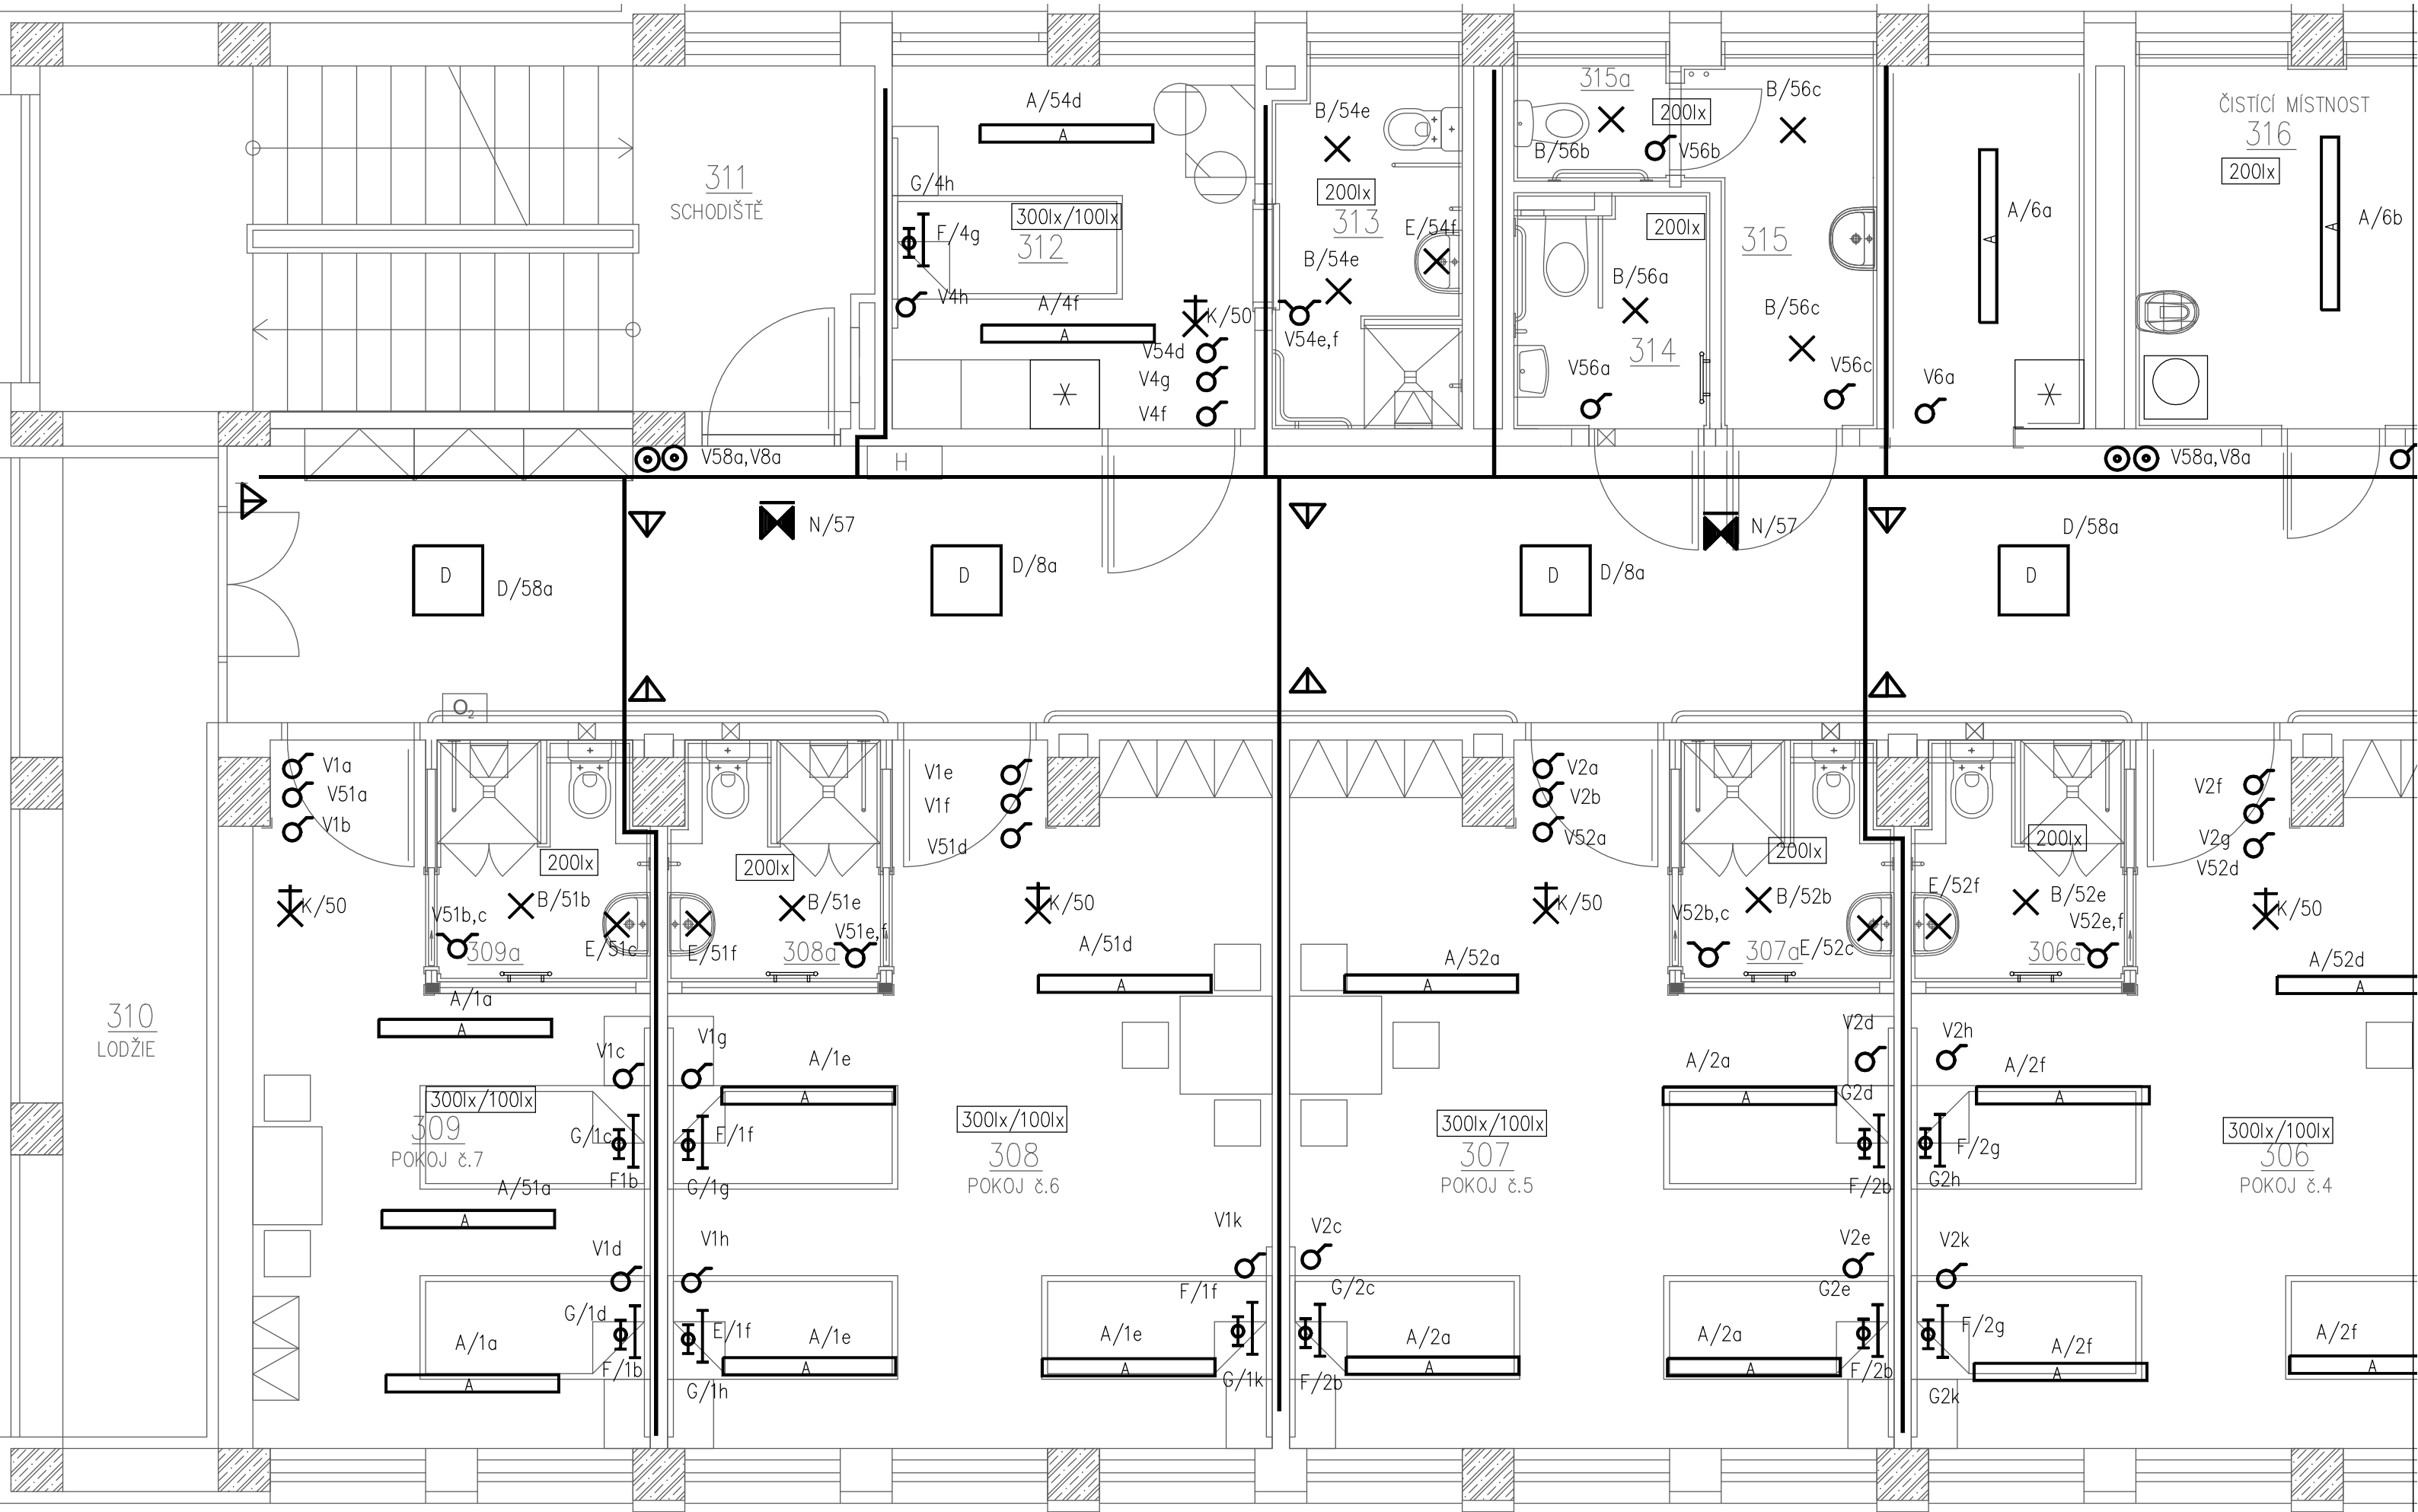 A/54d
A
315a
B/56c
200lx
B/54e
ČISTÍCÍ MÍSTNOST
316
200lx
B/56b
V56b
311
SCHODIŠTĚ
G/4h
200lx
313
A/6a
A
A
A/6b
300lx/100lx
312
F/4g
E/54f
200lx
315
B/54e
B/56a
V4h
A/4f
A
K/50
V54e,f
B/56c
314
V54d
V4g
V4f
V56a
V56c
V6a
V58a,V8a
H
V58a,V8a
N/57
N/57
D/58a
D
D/58a
D
D/8a
D
D/8a
D
O2
V1a
V51a
V1b
V1e
V1f
V51d
V2a
V2b
V52a
V2f
V2g
V52d
200lx
200lx
200lx
200lx
K/50
B/51b
V51b,c
309a
E/51c
E/51f
B/51e
V51e,f
308a
K/50
A/51d
A
K/50
A/52a
A
V52b,c
B/52b
307a
E/52c
E/52f
B/52e
V52e,f
306a
K/50
A/52d
A
310
LODŽIE
A/1a
A
V1c
V1g
A/1e
A
V2d
A/2a
A
G2d
V2h
A/2f
A
300lx/100lx
309
POKOJ č.7
G/1c
F1b
F/1f
G/1g
300lx/100lx
308
POKOJ č.6
300lx/100lx
307
POKOJ č.5
F/2b
F/2g
G2h
300lx/100lx
306
POKOJ č.4
A/51a
A
V1d
V1h
V1k
V2c
V2e
V2k
G/1d
A/1a
A
F/1b
E/1f
G/1h
A/1e
A
A/1e
A
F/1f
G/1k
G/2c
F/2b
A/2a
A
A/2a
A
G2e
F/2b
F/2g
G2k
A/2f
A
A/2f
A